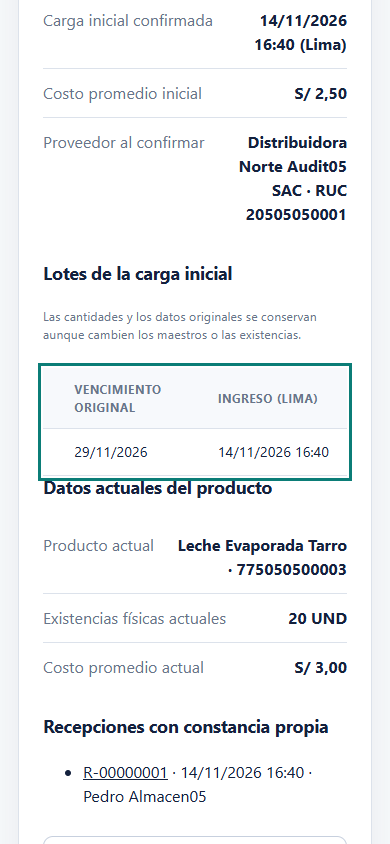 Carga inicial confirmada 14/11/2026
16:40 (Lima)
Costo promedio inicial S/ 2,50
Proveedor al confirmar Distribuidora
Norte Audit05
SAC · RUC
20505050001
Lotes de la carga inicial
Las cantidades y los datos originales se conservan
aunque cambien los maestros o las existencias.
VENCIMIENTO
ORIGINAL INGRESO (LIMA)
29/11/2026 14/11/2026 16:40
Datos actuales del producto
Producto actual Leche Evaporada Tarro
· 775050500003
Existencias físicas actuales 20 UND
Costo promedio actual S/ 3,00
Recepciones con constancia propia
• R-00000001 · 14/11/2026 16:40 ·
Pedro Almacen05